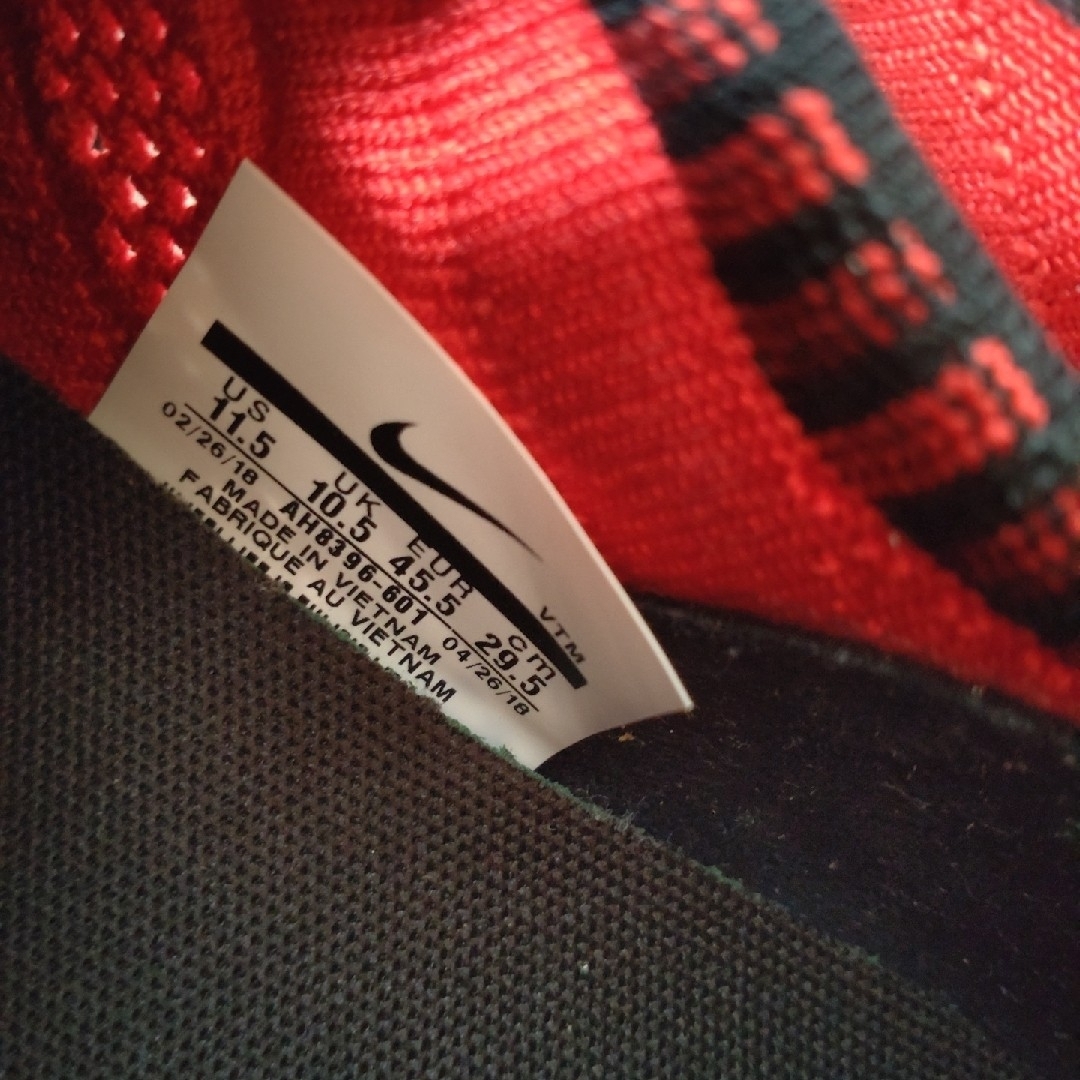 VTM
US UK EUR cm
11.5 10.5 45.5 29.5
02/26/18 AH8396-601 04/26/18
MADE IN VIETNAM
FABRIQUE AU VIETNAM